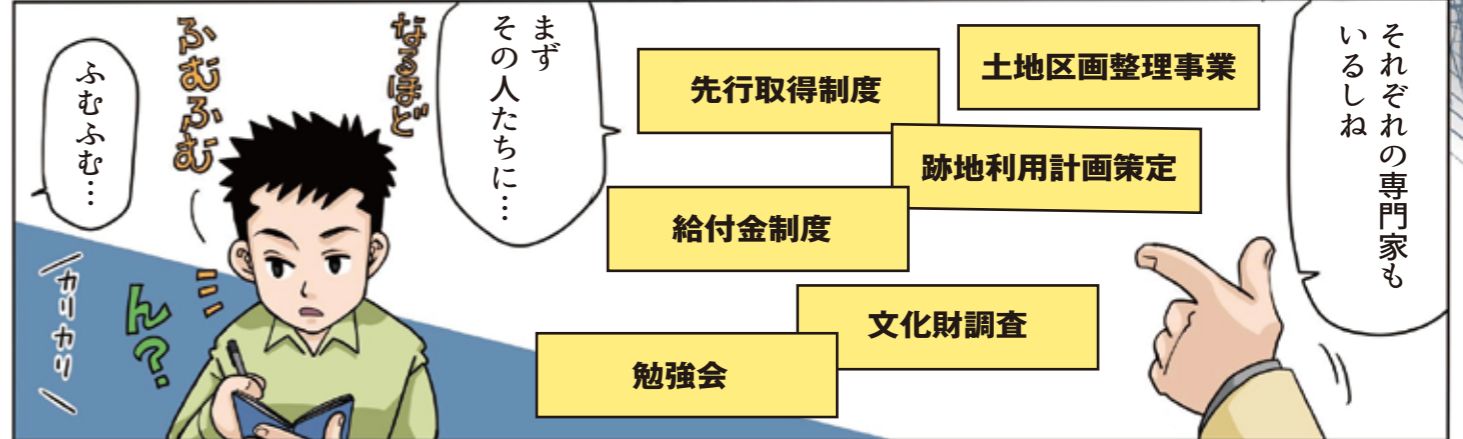 それぞれの専門家も
いるしね
土地区画整理事業
先行取得制度
跡地利用計画策定
給付金制度
文化財調査
勉強会
まず
その人たちに…
なるほど
ふむふむ
ふむふむ…
ん?
カリカリ